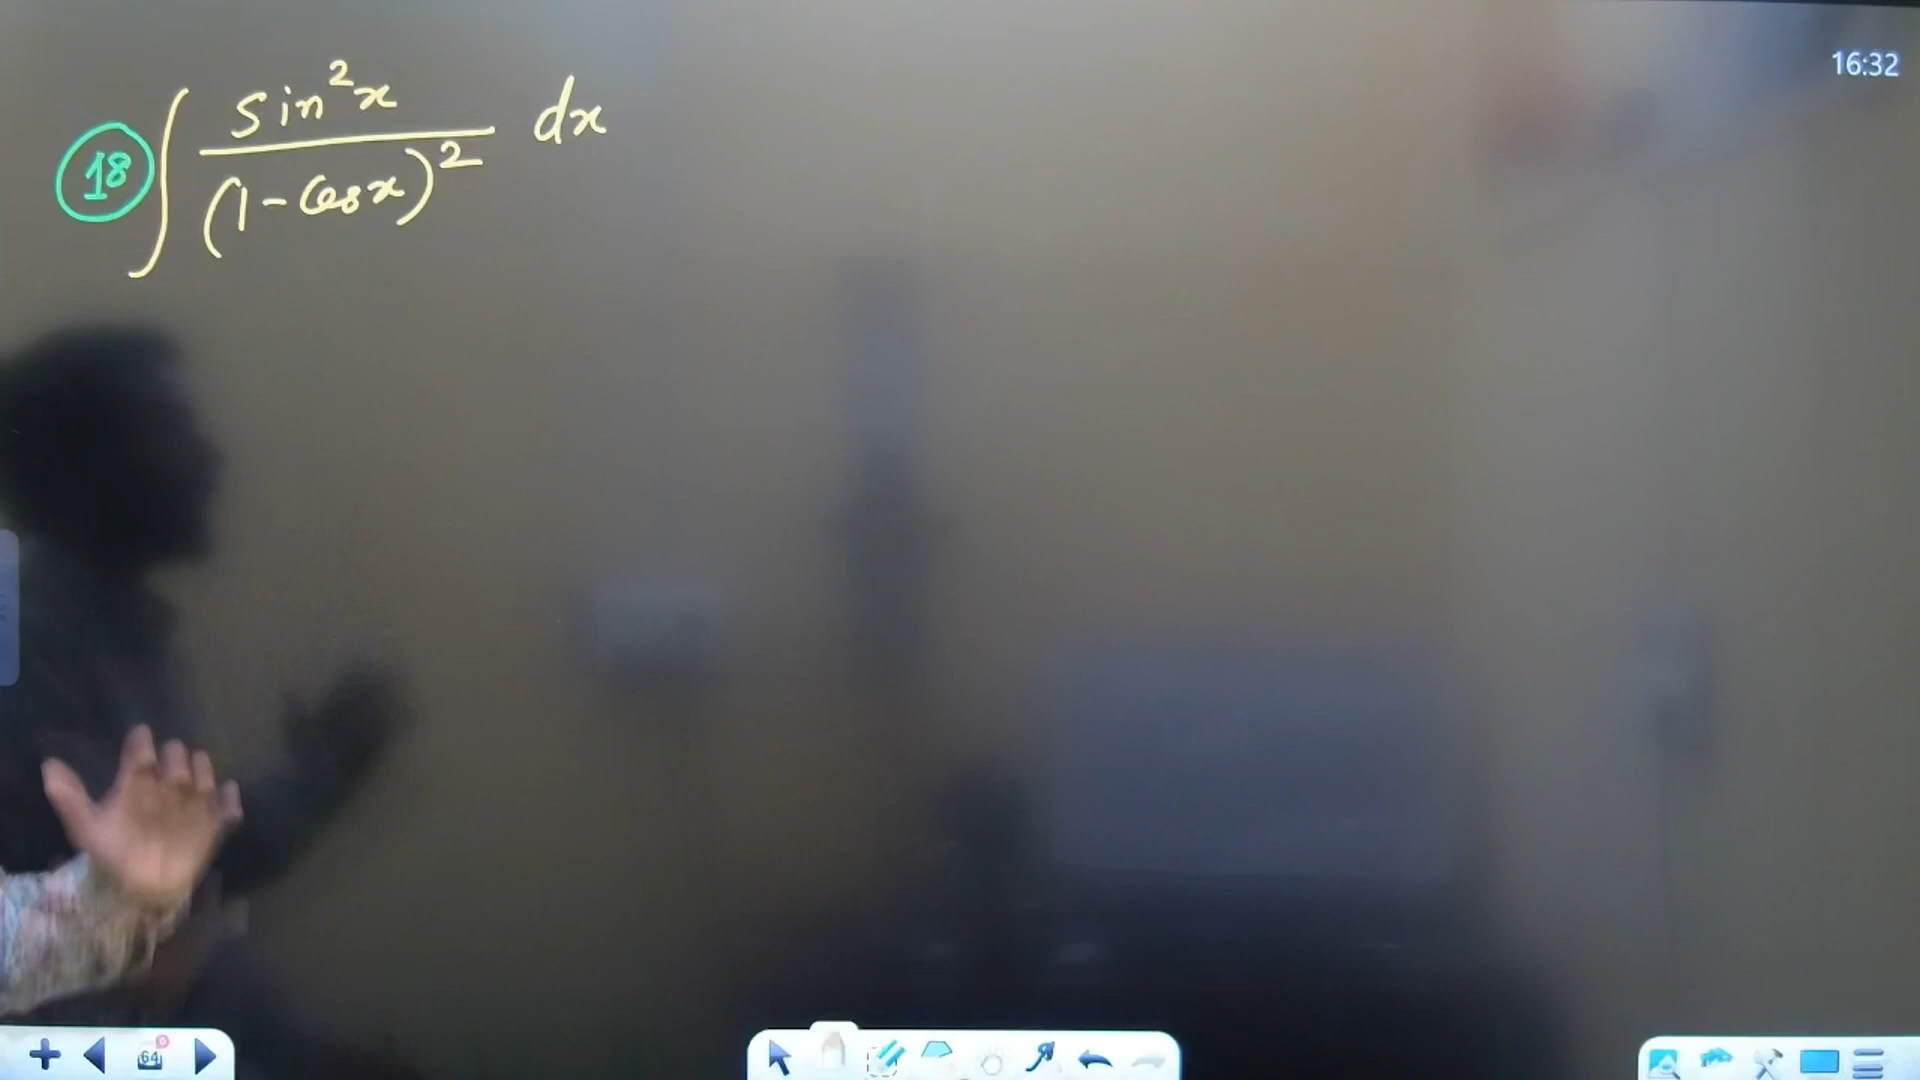 16:32
18 ∫ sin²x / (1 - Cosx)² dx
64